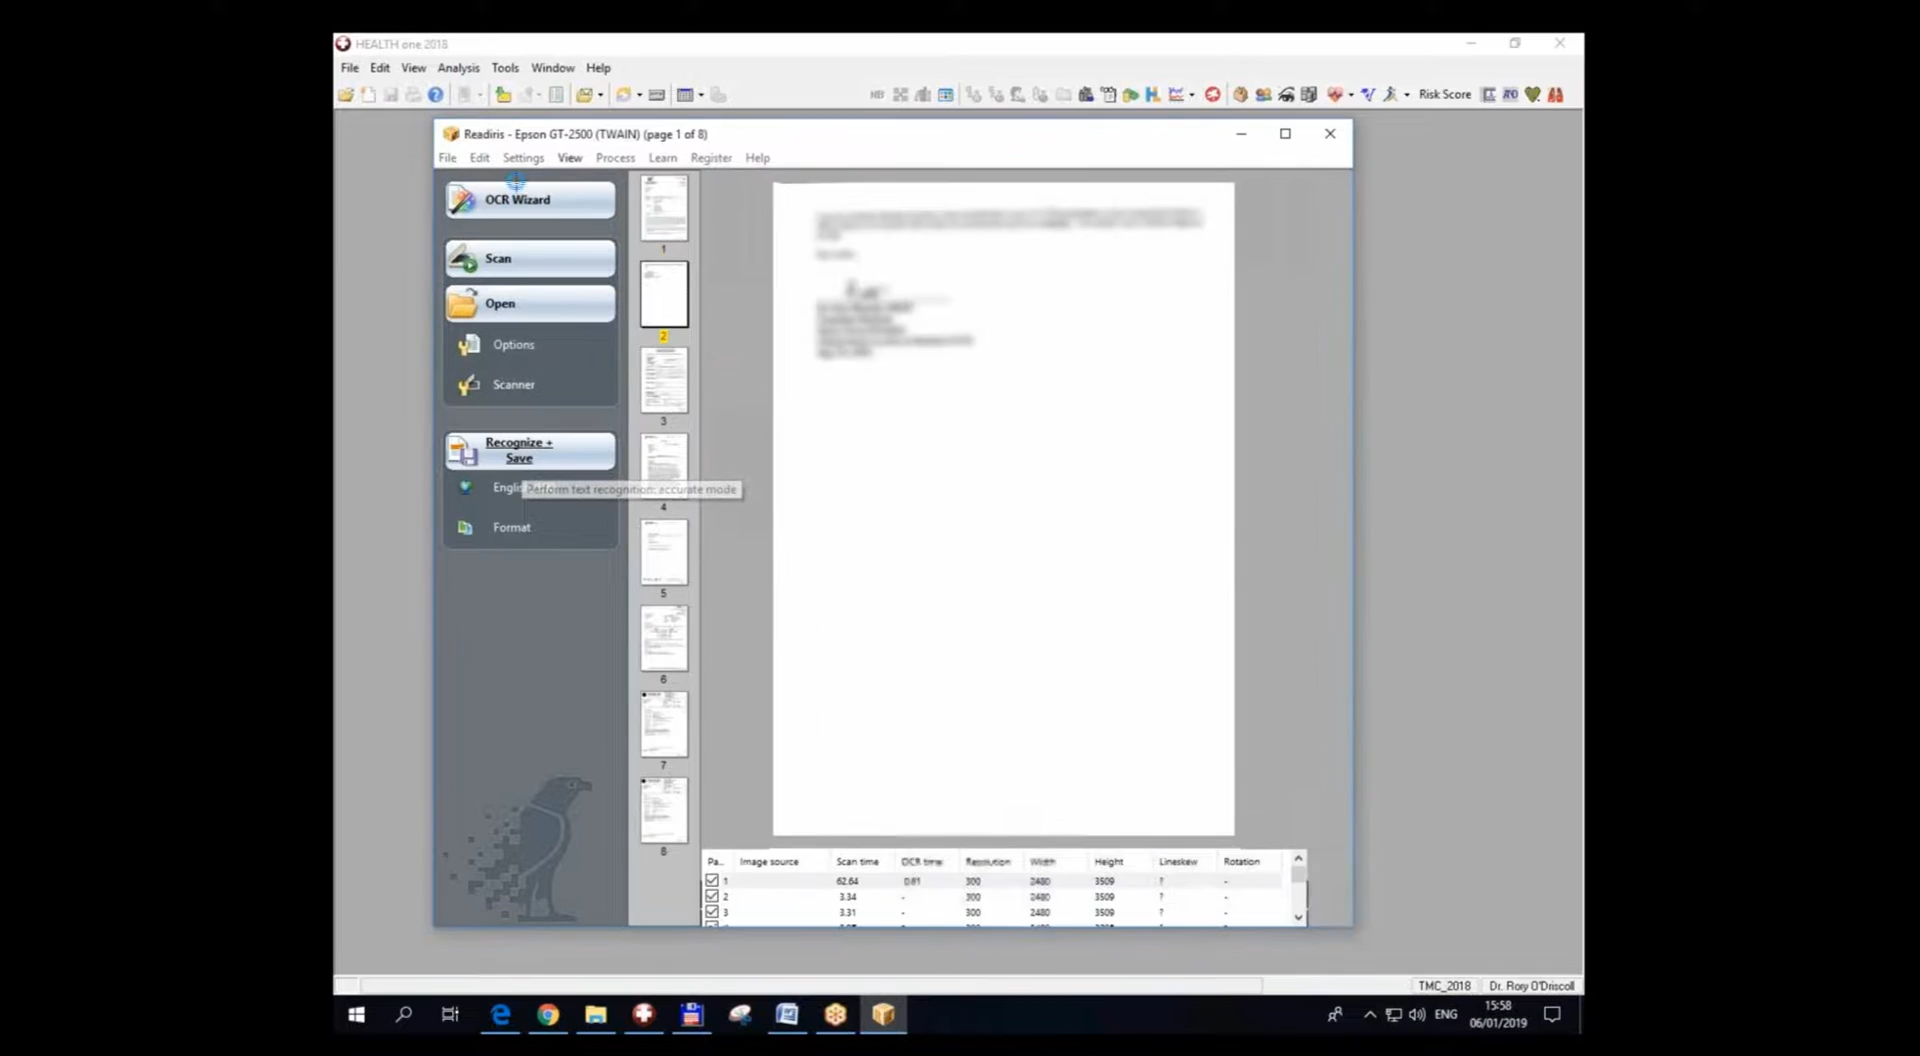 HEALTH one 2018
File Edit View Analysis Tools Window Help
Risk Score
Readiris - Epson GT-2500 (TWAIN) (page 1 of 8)
File Edit Settings View Process Learn Register Help
OCR Wizard
Scan
Open
Options
Scanner
Recognize +
Save
Perform text recognition: accurate mode
Format
1
2
3
4
5
6
7
8
Pa... Image source Scan time OCR time Resolution Width Height Lineskew Rotation
1 62.64 0.81 300 2480 3509 ? -
2 3.34 - 300 2480 3509 ? -
3 3.31 - 300 2480 3509 ? -
TMC_2018 Dr. Rory O'Driscoll
ENG
15:58
06/01/2019